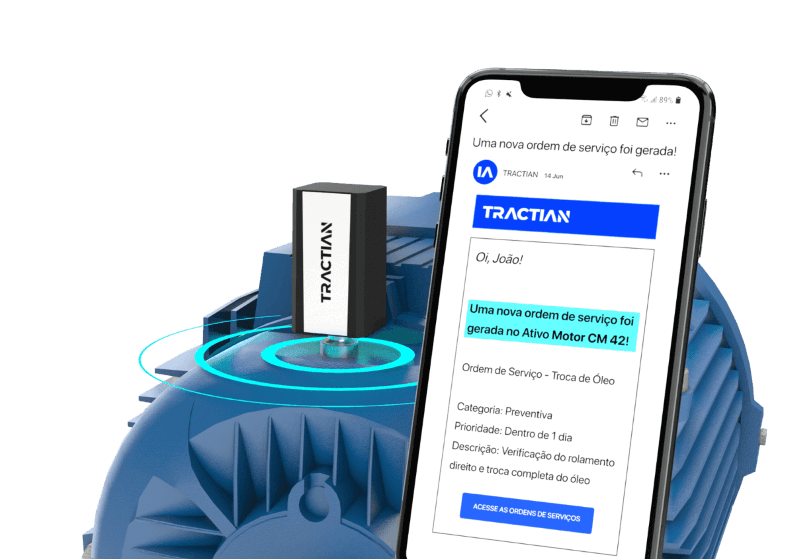 TRACTIAN
89%
Uma nova ordem de serviço foi gerada!
TRACTIAN 14 Jun
TRACTIAN
Oi, João!
Uma nova ordem de serviço foi
gerada no Ativo Motor CM 42!
Ordem de Serviço - Troca de Óleo
Categoria: Preventiva
Prioridade: Dentro de 1 dia
Descrição: Verificação do rolamento
direito e troca completa do óleo
ACESSE AS ORDENS DE SERVIÇOS